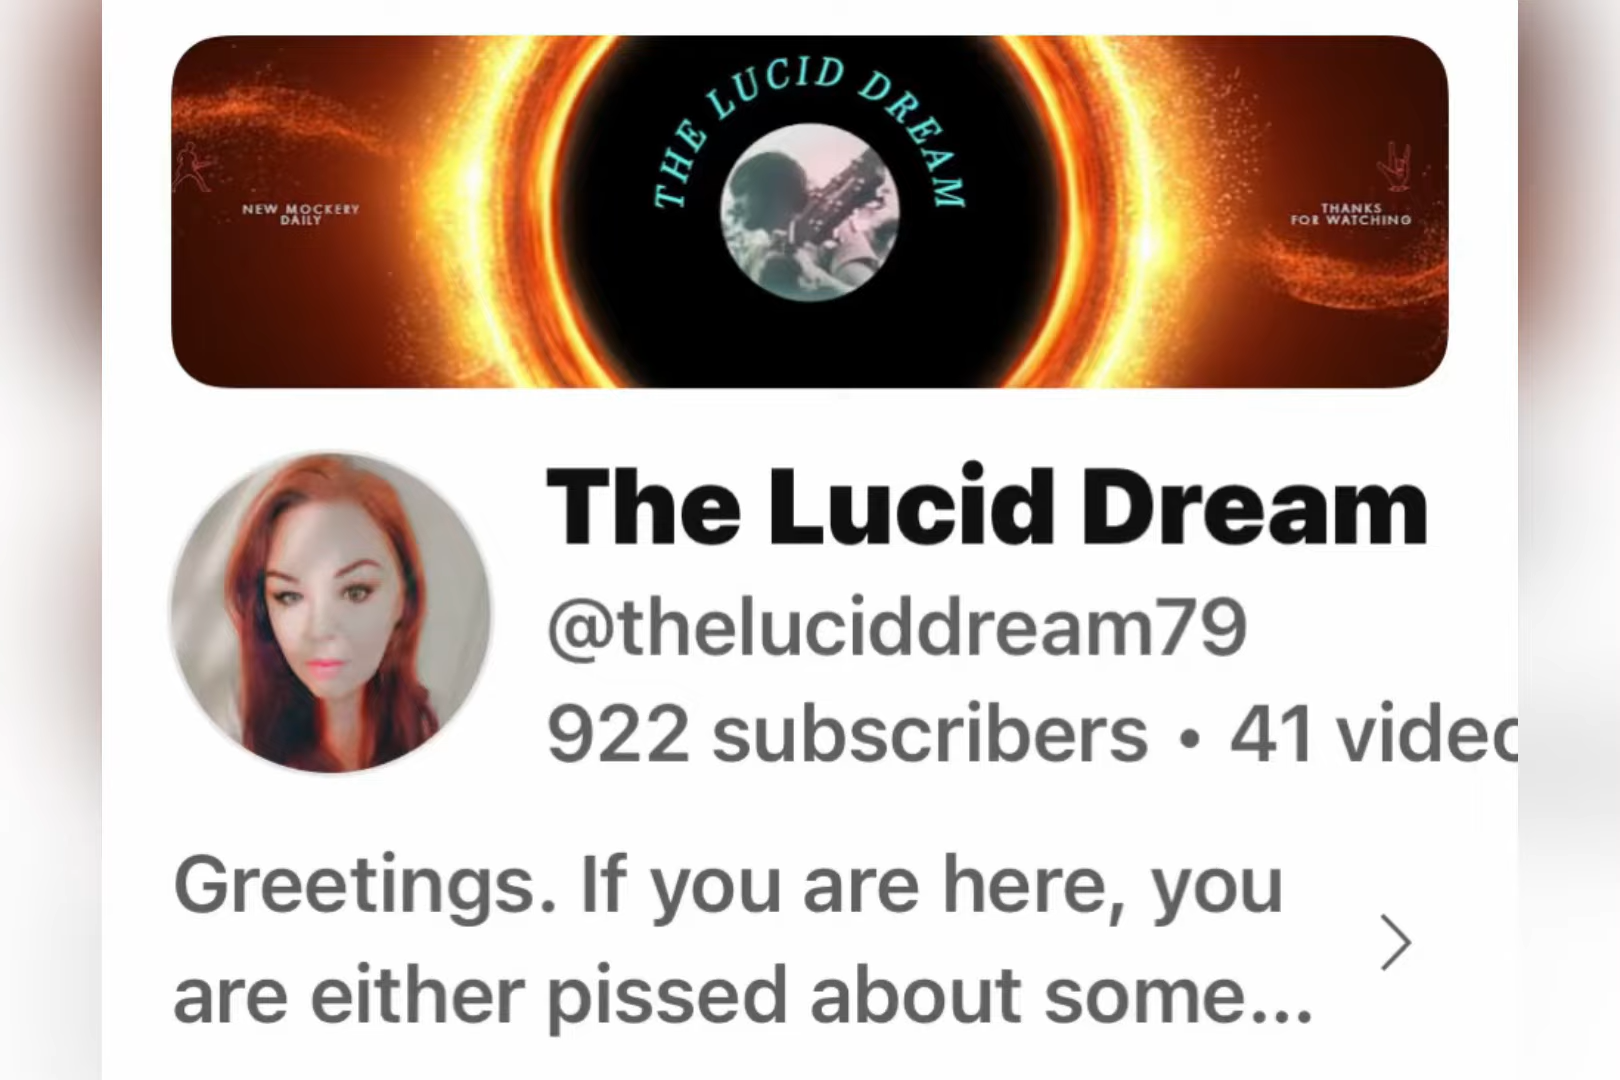 THE LUCID DREAM
NEW MOCKERY
DAILY
THANKS
FOR WATCHING
The Lucid Dream
@theluciddream79
922 subscribers • 41 videc
Greetings. If you are here, you
are either pissed about some...